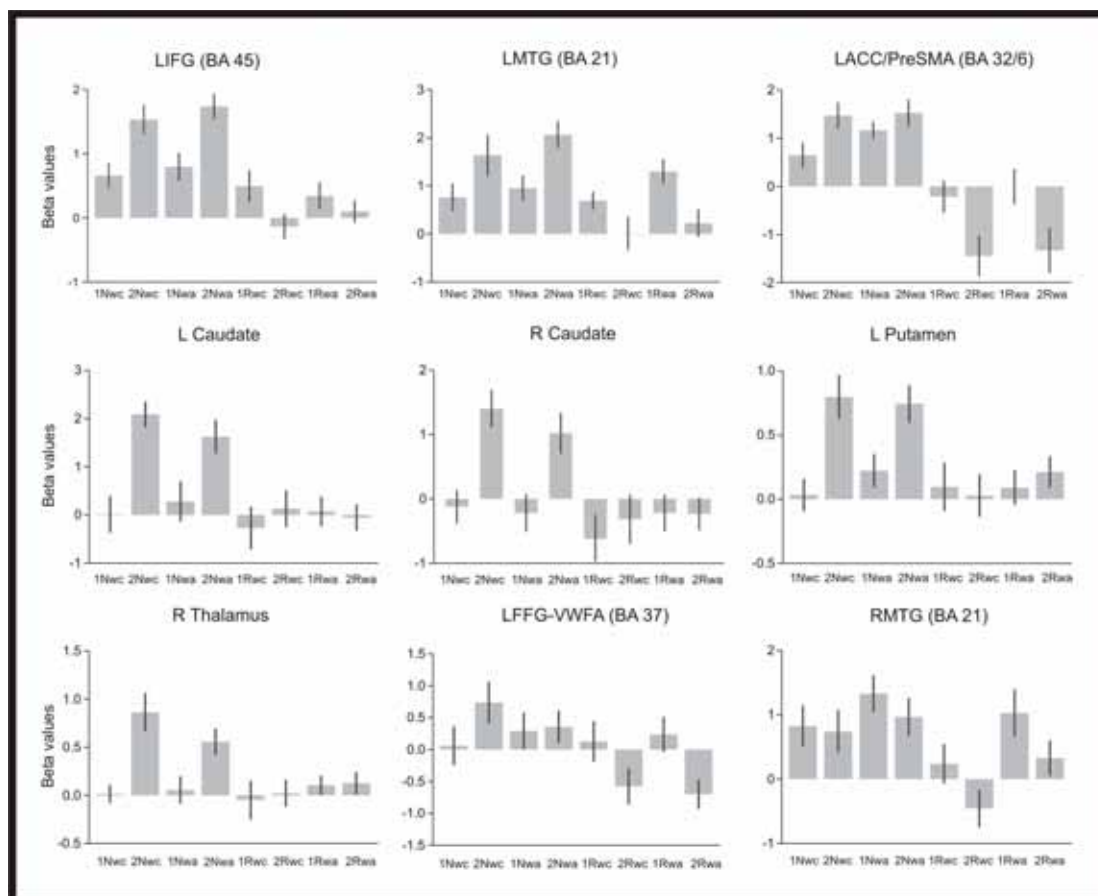 LIFG (BA 45)
LMTG (BA 21)
LACC/PreSMA (BA 32/6)
Beta values
2
1
0
-1
1Nwc 2Nwc 1Nwa 2Nwa 1Rwc 2Rwc 1Rwa 2Rwa
3
2
1
0
-1
1Nwc 2Nwc 1Nwa 2Nwa 1Rwc 2Rwc 1Rwa 2Rwa
2
1
0
-1
-2
1Nwc 2Nwc 1Nwa 2Nwa 1Rwc 2Rwc 1Rwa 2Rwa
L Caudate
R Caudate
L Putamen
Beta values
3
2
1
0
-1
1Nwc 2Nwc 1Nwa 2Nwa 1Rwc 2Rwc 1Rwa 2Rwa
2
1
0
-1
1Nwc 2Nwc 1Nwa 2Nwa 1Rwc 2Rwc 1Rwa 2Rwa
1.0
0.5
0.0
-0.5
1Nwc 2Nwc 1Nwa 2Nwa 1Rwc 2Rwc 1Rwa 2Rwa
R Thalamus
LFFG-VWFA (BA 37)
RMTG (BA 21)
Beta values
1.5
1.0
0.5
0.0
-0.5
1Nwc 2Nwc 1Nwa 2Nwa 1Rwc 2Rwc 1Rwa 2Rwa
1.5
1.0
0.5
0.0
-0.5
-1.0
-1.5
1Nwc 2Nwc 1Nwa 2Nwa 1Rwc 2Rwc 1Rwa 2Rwa
2
1
0
-1
1Nwc 2Nwc 1Nwa 2Nwa 1Rwc 2Rwc 1Rwa 2Rwa